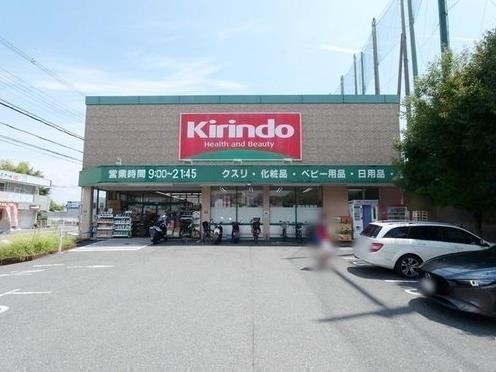 Kirindo
Health and Beauty
営業時間 9:00～21:45
クスリ・化粧品・ベビー用品・日用品